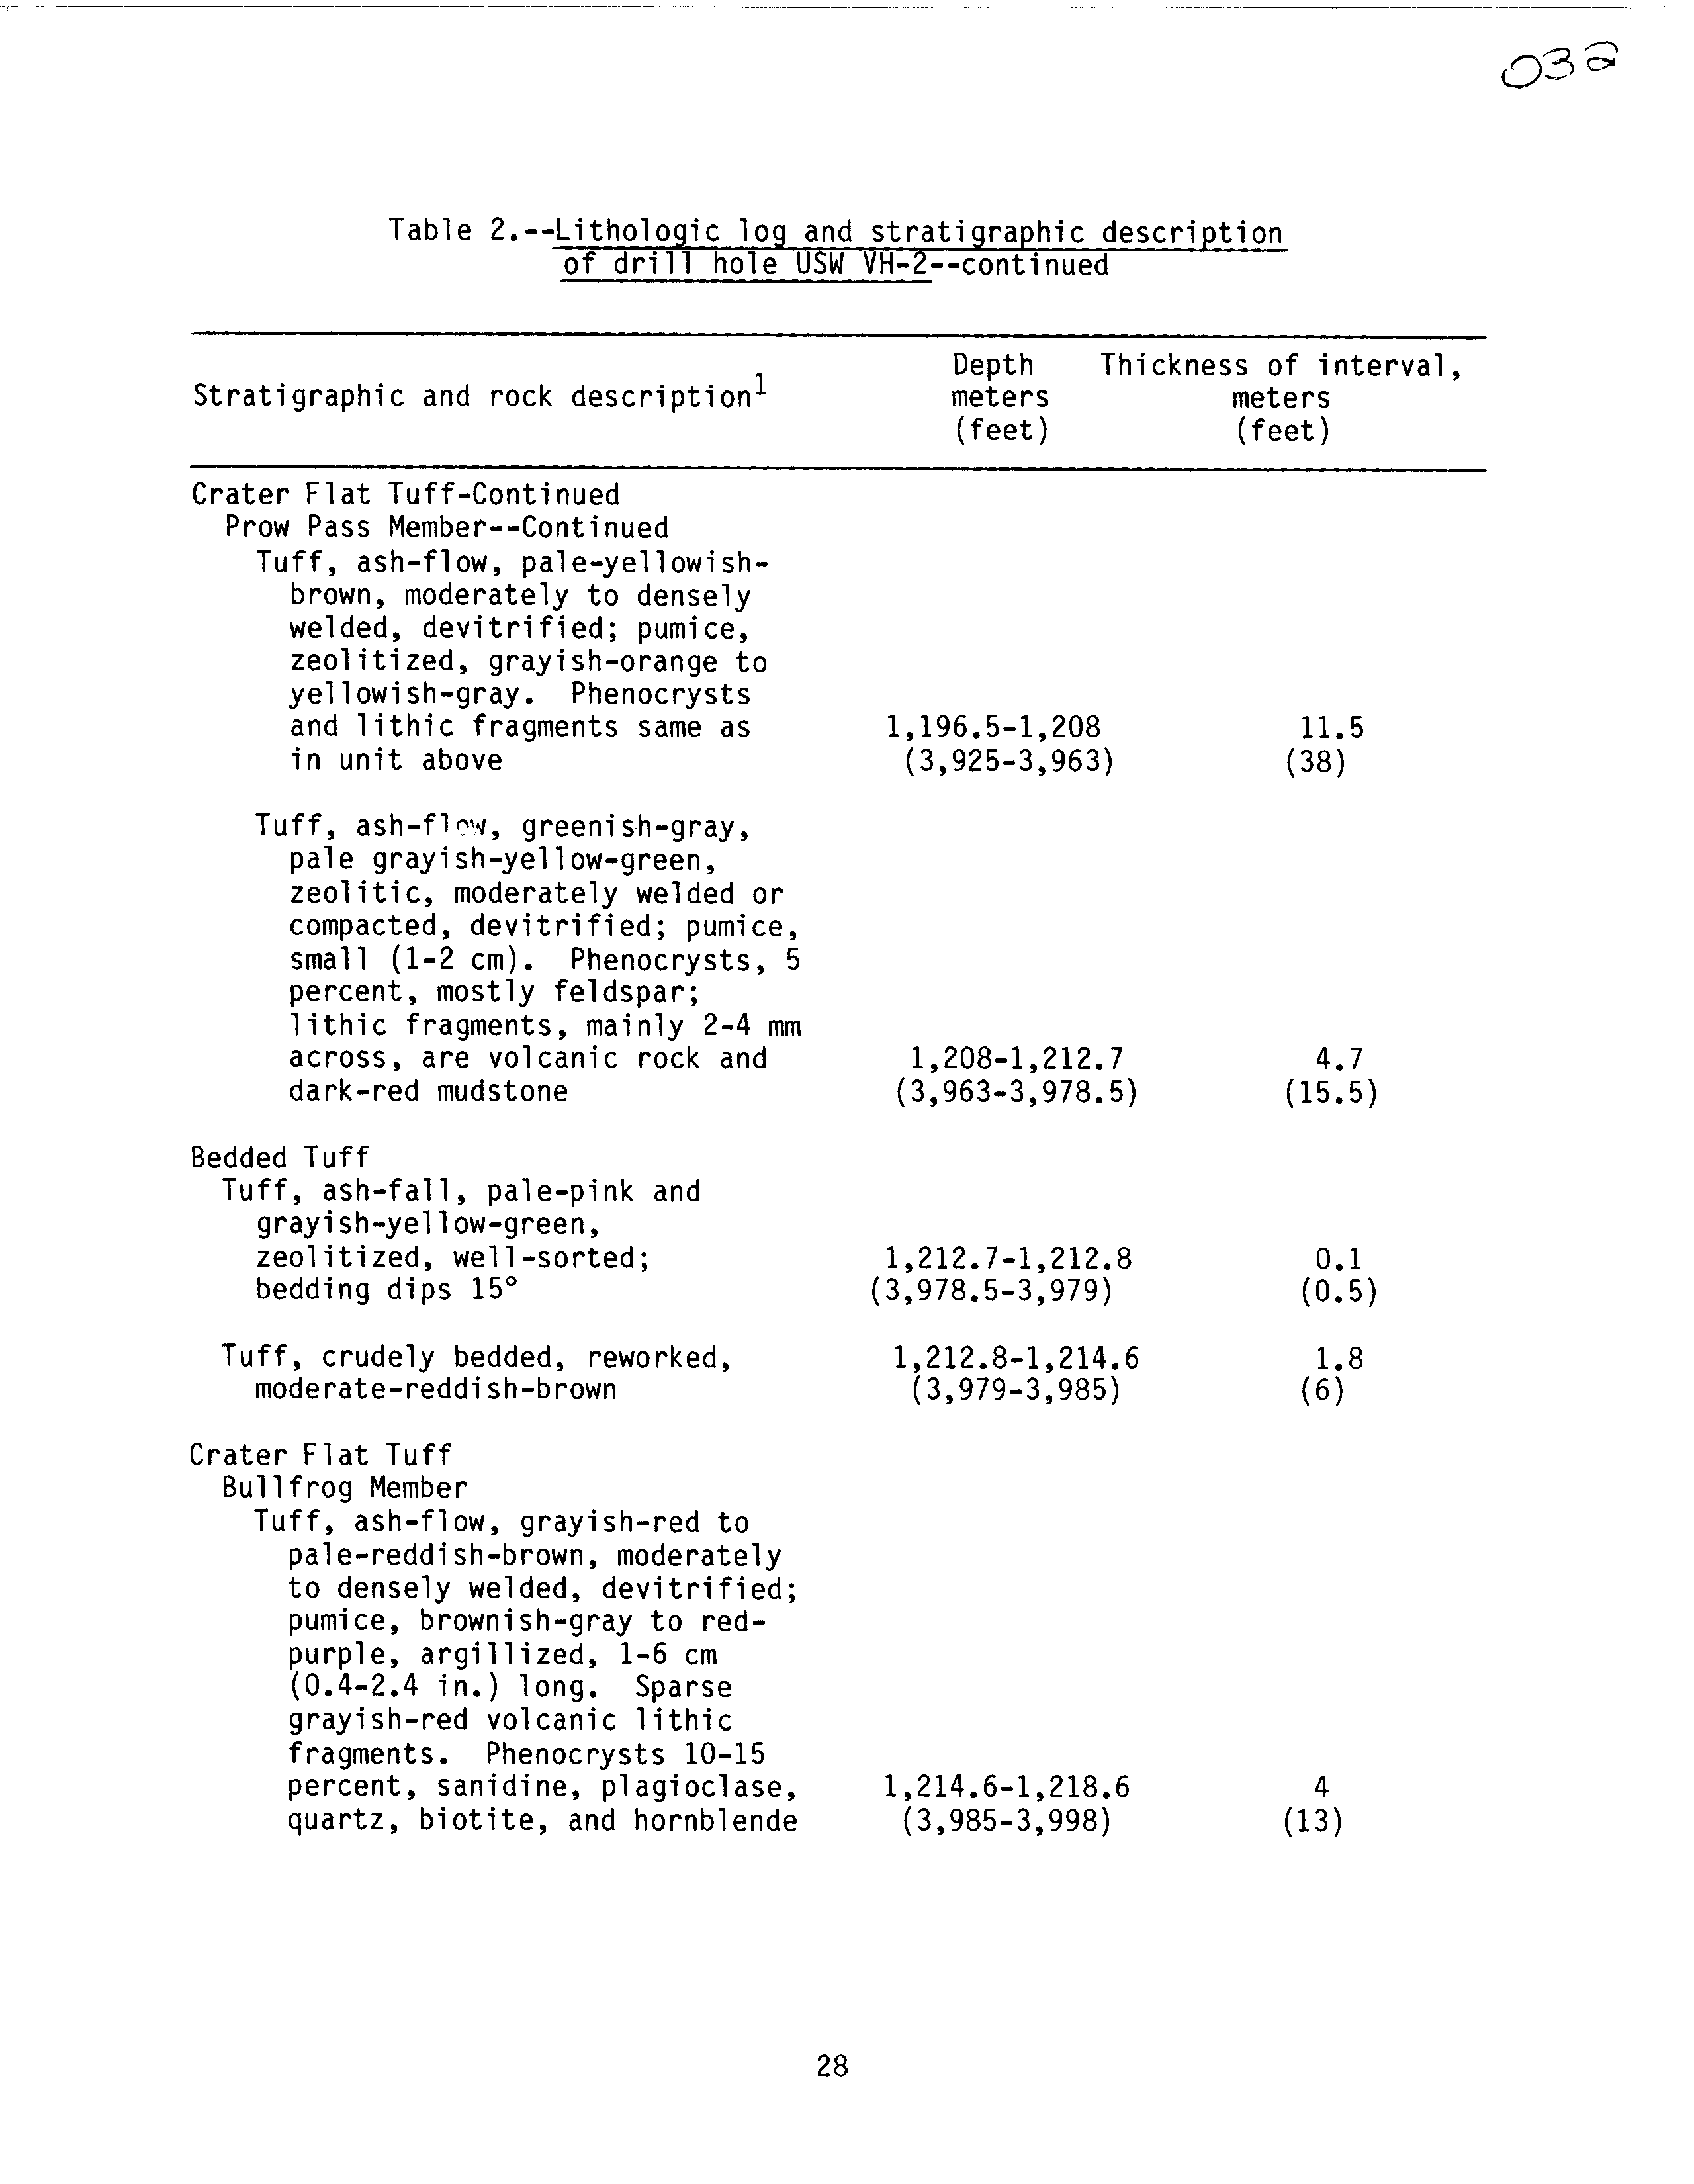 032
Table 2.--Lithologic log and stratigraphic description
of drill hole USW VH-2--continued
Depth Thickness of interval,
Stratigraphic and rock description1 meters meters
(feet) (feet)
Crater Flat Tuff-Continued
Prow Pass Member--Continued
Tuff, ash-flow, pale-yellowish-
brown, moderately to densely
welded, devitrified; pumice,
zeolitized, grayish-orange to
yellowish-gray. Phenocrysts
and lithic fragments same as 1,196.5-1,208 11.5
in unit above (3,925-3,963) (38)
Tuff, ash-flow, greenish-gray,
pale grayish-yellow-green,
zeolitic, moderately welded or
compacted, devitrified; pumice,
small (1-2 cm). Phenocrysts, 5
percent, mostly feldspar;
lithic fragments, mainly 2-4 mm
across, are volcanic rock and 1,208-1,212.7 4.7
dark-red mudstone (3,963-3,978.5) (15.5)
Bedded Tuff
Tuff, ash-fall, pale-pink and
grayish-yellow-green,
zeolitized, well-sorted; 1,212.7-1,212.8 0.1
bedding dips 15° (3,978.5-3,979) (0.5)
Tuff, crudely bedded, reworked, 1,212.8-1,214.6 1.8
moderate-reddish-brown (3,979-3,985) (6)
Crater Flat Tuff
Bullfrog Member
Tuff, ash-flow, grayish-red to
pale-reddish-brown, moderately
to densely welded, devitrified;
pumice, brownish-gray to red-
purple, argillized, 1-6 cm
(0.4-2.4 in.) long. Sparse
grayish-red volcanic lithic
fragments. Phenocrysts 10-15
percent, sanidine, plagioclase, 1,214.6-1,218.6 4
quartz, biotite, and hornblende (3,985-3,998) (13)
28